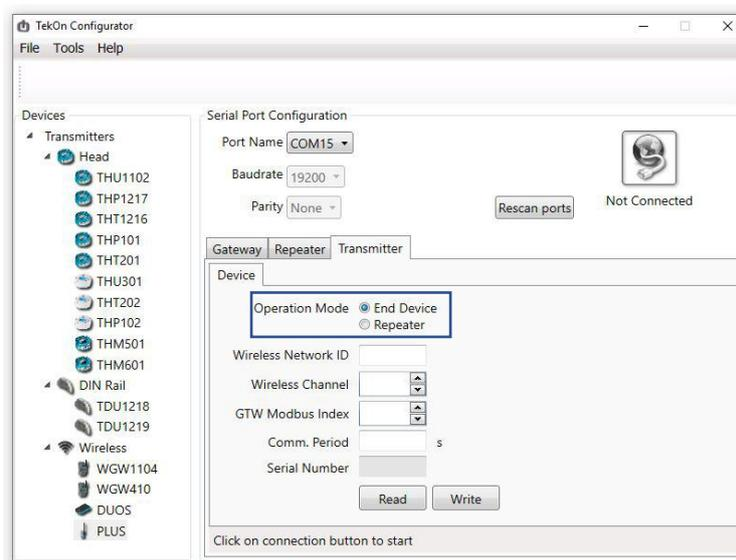 TekOn Configurator
File Tools Help
Devices
Transmitters
Head
THU1102
THP1217
THT1216
THP101
THT201
THU301
THT202
THP102
THM501
THM601
DIN Rail
TDU1218
TDU1219
Wireless
WGW1104
WGW410
DUOS
PLUS
Serial Port Configuration
Port Name COM15
Baudrate 19200
Parity None
Rescan ports
Not Connected
Gateway Repeater Transmitter
Device
Operation Mode End Device
Repeater
Wireless Network ID
Wireless Channel
GTW Modbus Index
Comm. Period s
Serial Number
Read Write
Click on connection button to start